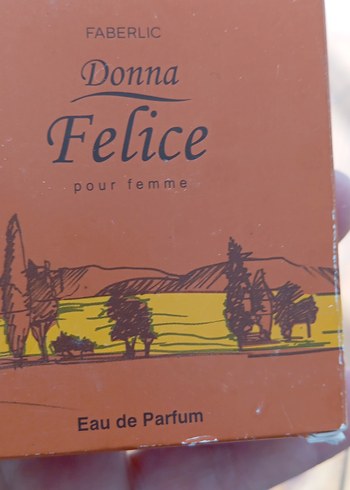 FABERLIC
Donna
Felice
pour femme
Eau de Parfum